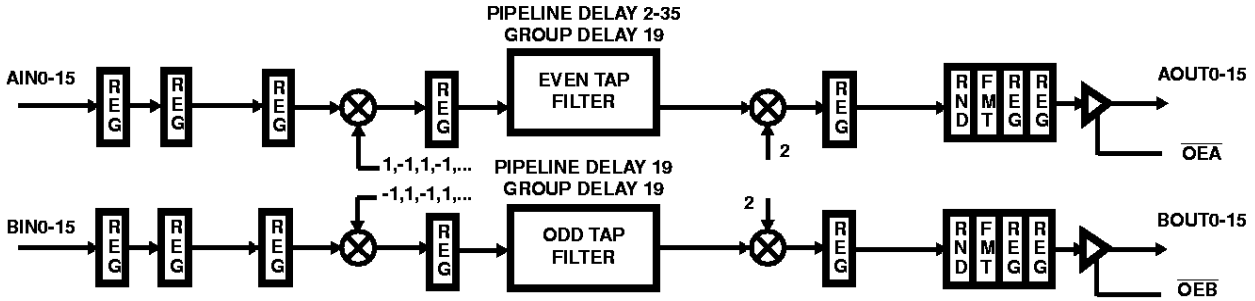 PIPELINE DELAY 2-35
GROUP DELAY 19
AIN0-15
REG
REG
REG
REG
EVEN TAP
FILTER
REG
RND
FMT
REG
REG
AOUT0-15
2
OEA
1,-1,1,-1,...
PIPELINE DELAY 19
GROUP DELAY 19
-1,1,-1,1,...
2
BIN0-15
REG
REG
REG
REG
ODD TAP
FILTER
REG
RND
FMT
REG
REG
BOUT0-15
OEB